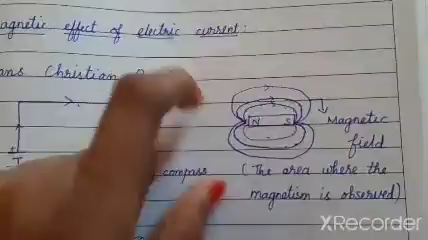 agnetic effect of electric current:
ans Christian
N S
Magnetic
field
compass (The area where the
magnetism is observed)
XRecorder